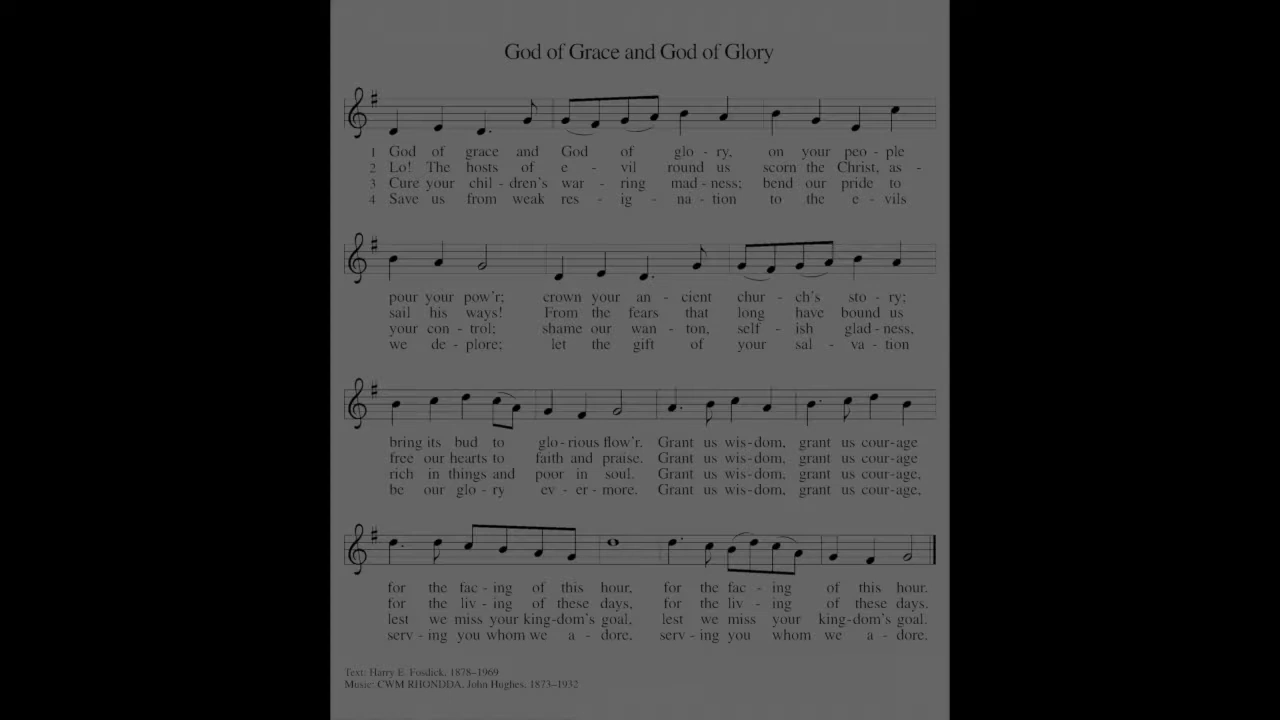 God of Grace and God of Glory
1 God of grace and God of glo - ry, on your peo - ple
2 Lo! The hosts of e - vil round us scorn the Christ, as -
3 Cure your chil - dren's war - ring mad - ness; bend our pride to
4 Save us from weak res - ig - na - tion to the e - vils
pour your pow'r; crown your an - cient chur - ch's sto - ry;
sail his ways! From the fears that long have bound us
your con - trol; shame our wan - ton, self - ish glad - ness,
we de - plore; let the gift of your sal - va - tion
bring its bud to glo - rious flow'r. Grant us wis - dom, grant us cour - age
free our hearts to faith and praise. Grant us wis - dom, grant us cour - age
rich in things and poor in soul. Grant us wis - dom, grant us cour - age,
be our glo - ry ev - er - more. Grant us wis - dom, grant us cour - age,
for the fac - ing of this hour, for the fac - ing of this hour.
for the liv - ing of these days, for the liv - ing of these days.
lest we miss your king - dom's goal, lest we miss your king - dom's goal.
serv - ing you whom we a - dore, serv - ing you whom we a - dore.
Text: Harry E. Fosdick, 1878–1969
Music: CWM RHONDDA, John Hughes, 1873–1932